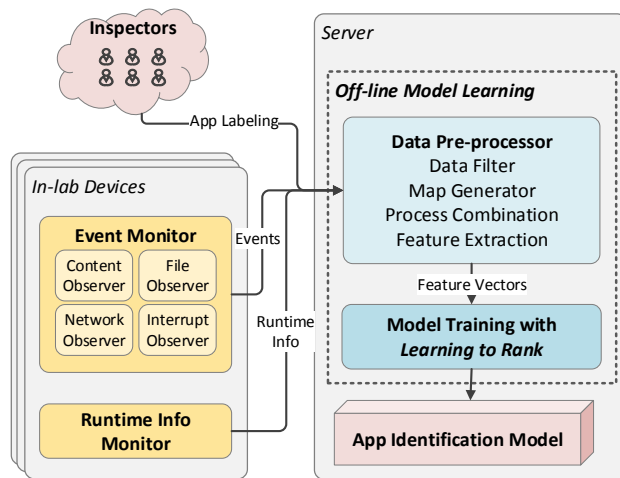 Inspectors
App Labeling
In-lab Devices
Event Monitor
Content
Observer
File
Observer
Network
Observer
Interrupt
Observer
Runtime Info
Monitor
Events
Runtime
Info
Server
Off-line Model Learning
Data Pre-processor
Data Filter
Map Generator
Process Combination
Feature Extraction
Feature Vectors
Model Training with
Learning to Rank
App Identification Model